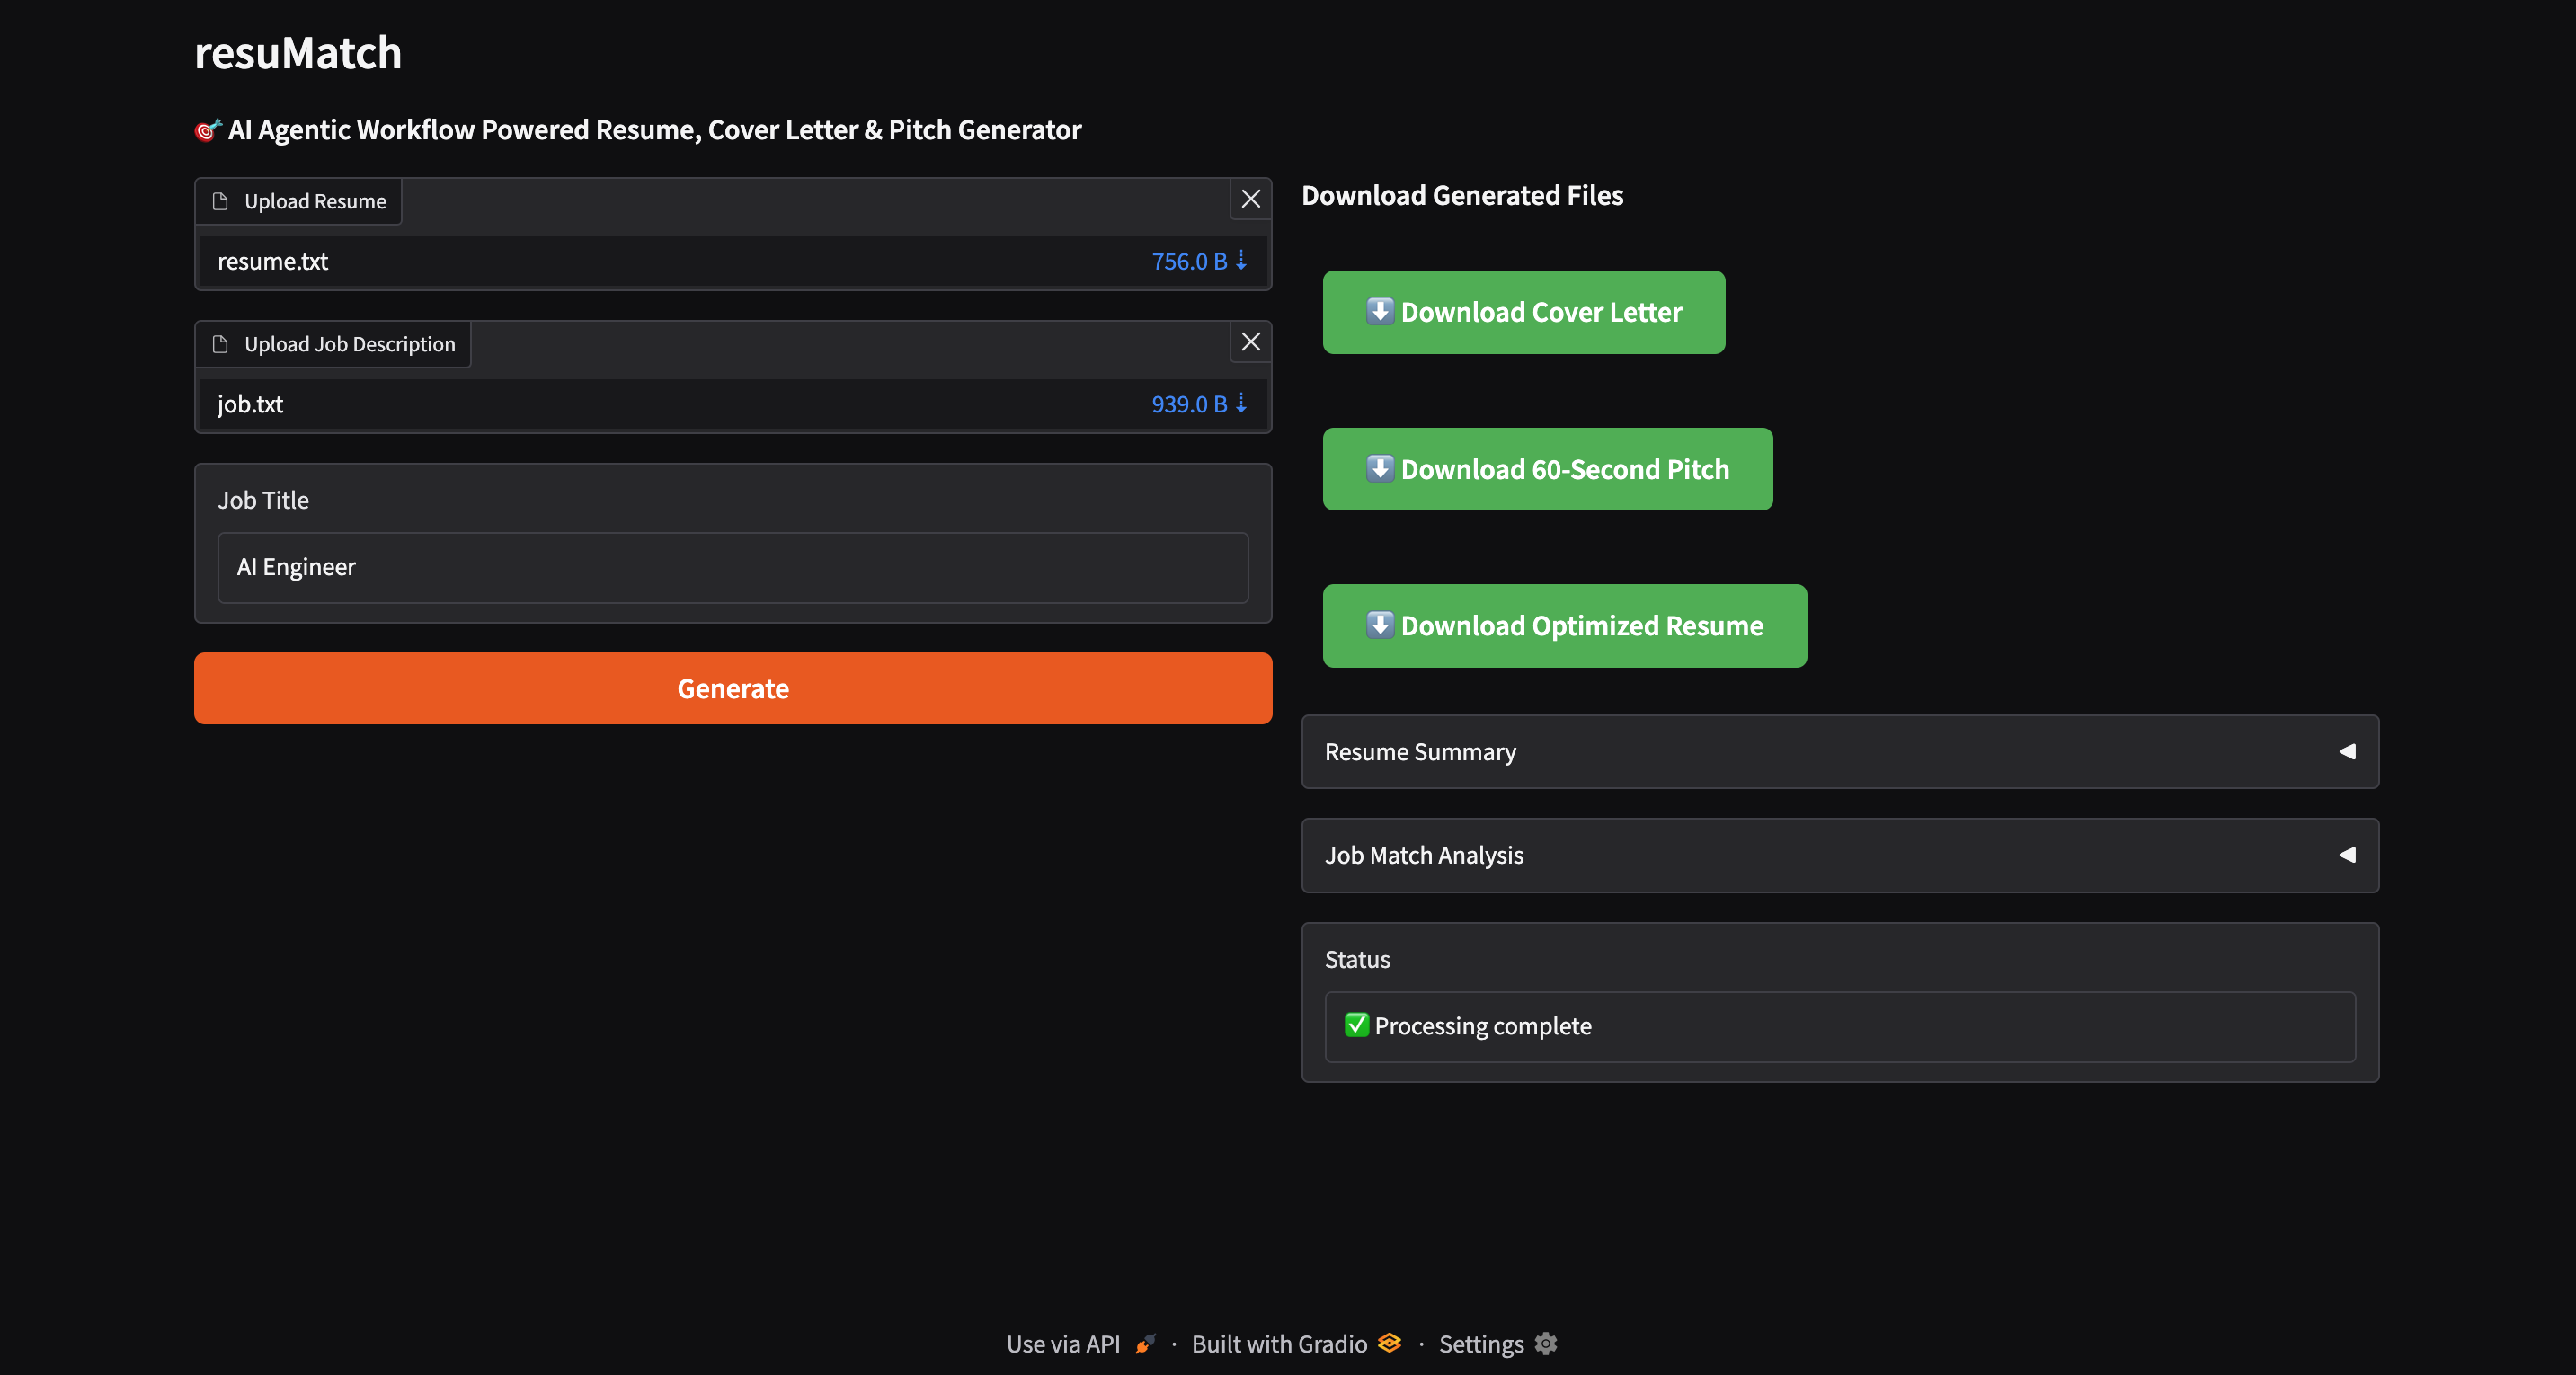 resuMatch
🎯 AI Agentic Workflow Powered Resume, Cover Letter & Pitch Generator
Upload Resume
resume.txt 756.0 B ⇣
Upload Job Description
job.txt 939.0 B ⇣
Job Title
AI Engineer
Generate
Download Generated Files
⬇️ Download Cover Letter
⬇️ Download 60-Second Pitch
⬇️ Download Optimized Resume
Resume Summary
Job Match Analysis
Status
✅ Processing complete
Use via API · Built with Gradio · Settings